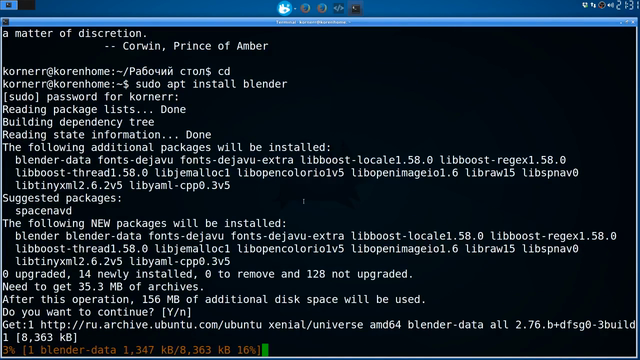 21:31
Terminal - kornerr@korenhome: ~
a matter of discretion.
-- Corwin, Prince of Amber
kornerr@korenhome:~/Рабочий стол$ cd
kornerr@korenhome:~$ sudo apt install blender
[sudo] password for kornerr:
Reading package lists... Done
Building dependency tree
Reading state information... Done
The following additional packages will be installed:
blender-data fonts-dejavu fonts-dejavu-extra libboost-locale1.58.0 libboost-regex1.58.0
libboost-thread1.58.0 libjemalloc1 libopencolorio1v5 libopenimageio1.6 libraw15 libspnav0
libtinyxml2.6.2v5 libyaml-cpp0.3v5
Suggested packages:
spacenavd
The following NEW packages will be installed:
blender blender-data fonts-dejavu fonts-dejavu-extra libboost-locale1.58.0 libboost-regex1.58.0
libboost-thread1.58.0 libjemalloc1 libopencolorio1v5 libopenimageio1.6 libraw15 libspnav0
libtinyxml2.6.2v5 libyaml-cpp0.3v5
0 upgraded, 14 newly installed, 0 to remove and 128 not upgraded.
Need to get 35.3 MB of archives.
After this operation, 156 MB of additional disk space will be used.
Do you want to continue? [Y/n]
Get:1 http://ru.archive.ubuntu.com/ubuntu xenial/universe amd64 blender-data all 2.76.b+dfsg0-3build
1 [8,363 kB]
3% [1 blender-data 1,347 kB/8,363 kB 16%]